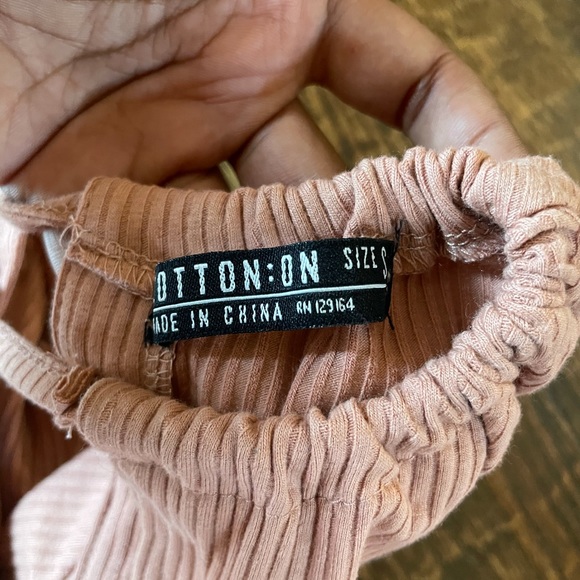 OTTON:ON SIZE S
ADE IN CHINA RN 129164